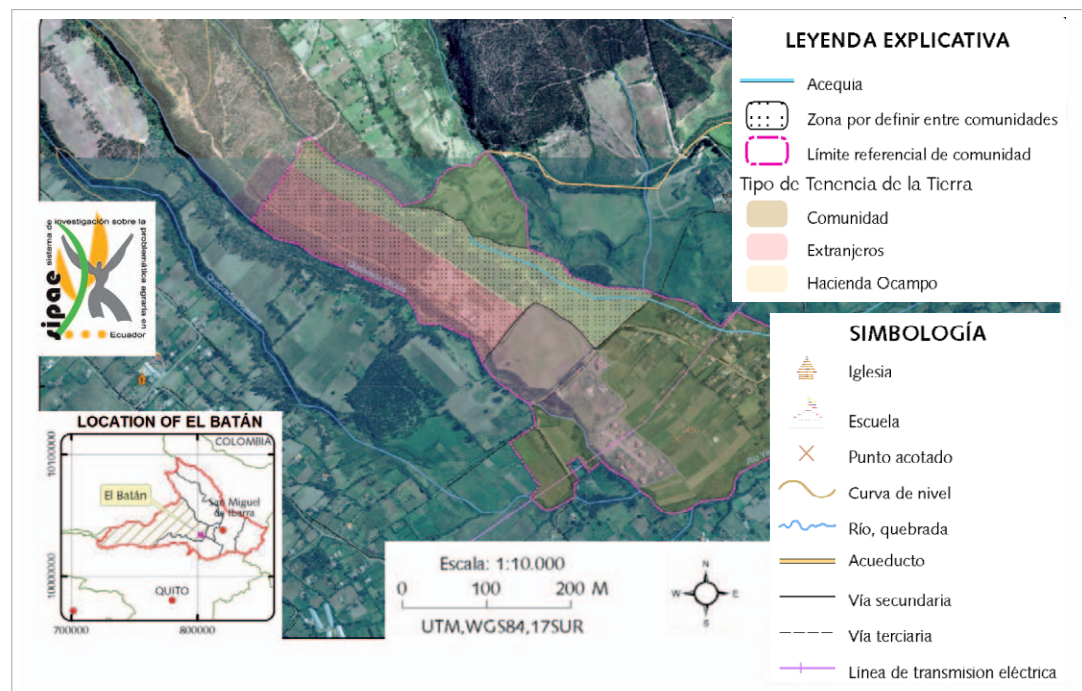 LEYENDA EXPLICATIVA
Acequia
Zona por definir entre comunidades
Límite referencial de comunidad
Tipo de Tenencia de la Tierra
Comunidad
Extranjeros
Hacienda Ocampo
SIMBOLOGÍA
Iglesia
Escuela
Punto acotado
Curva de nivel
Río, quebrada
Acueducto
Vía secundaria
Vía terciaria
Linea de transmision eléctrica
sipae
sistema de investigación sobre la problemática agraria en
Ecuador
LOCATION OF EL BATÁN
COLOMBIA
10100000
El Batán
San Miguel
de Ibarra
10000000
QUITO
700000 800000
Escala: 1:10.000
0 100 200 M
UTM,WGS84,17SUR
N
W E
S